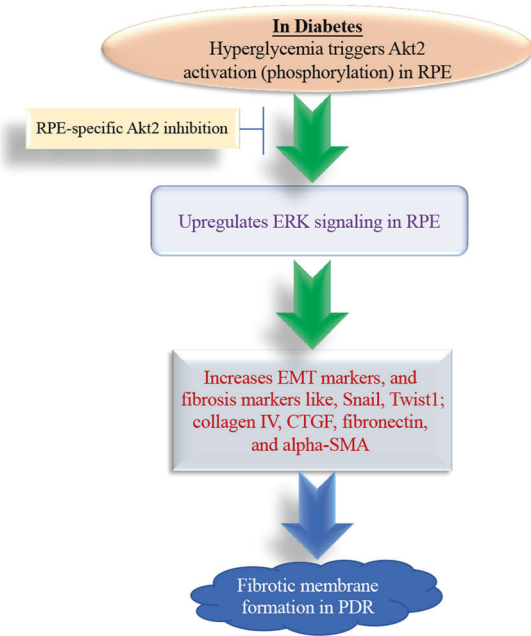 In Diabetes
Hyperglycemia triggers Akt2
activation (phosphorylation) in RPE
RPE-specific Akt2 inhibition
Upregulates ERK signaling in RPE
Increases EMT markers, and
fibrosis markers like, Snail, Twist1;
collagen IV, CTGF, fibronectin,
and alpha-SMA
Fibrotic membrane
formation in PDR